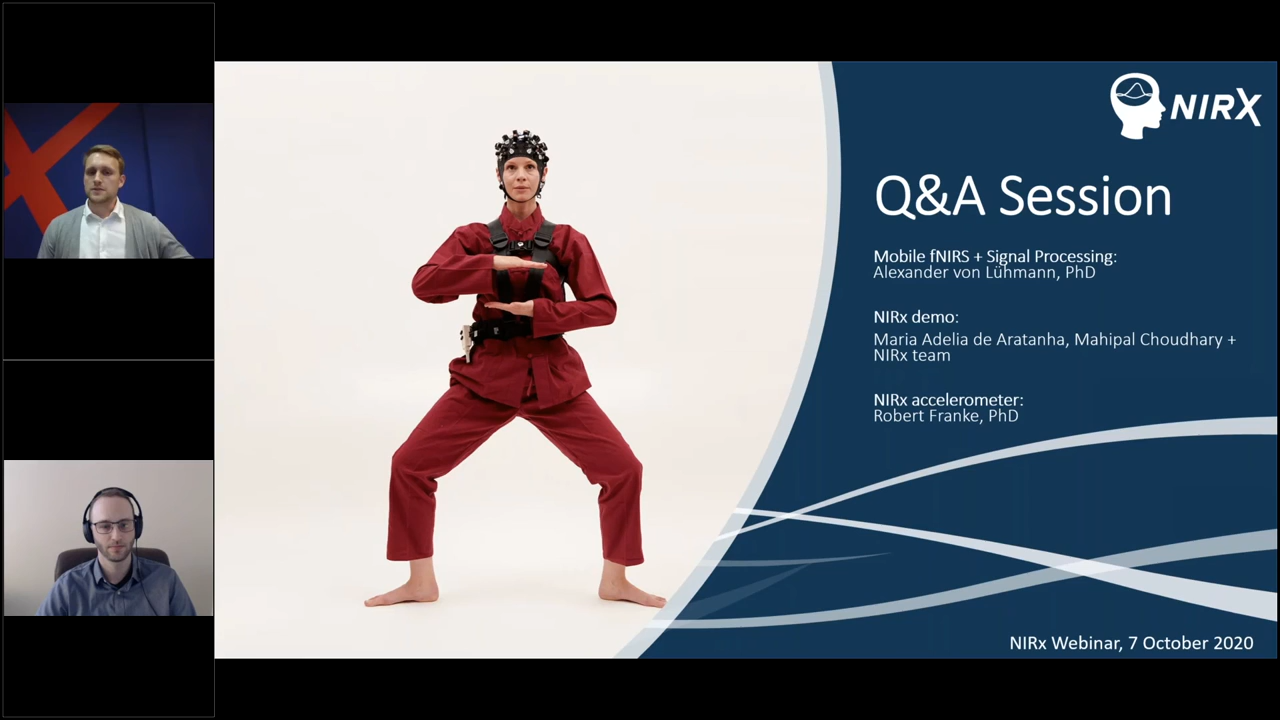 NIRX
Q&A Session
Mobile fNIRS + Signal Processing:
Alexander von Lühmann, PhD
NIRx demo:
Maria Adelia de Aratanha, Mahipal Choudhary +
NIRx team
NIRx accelerometer:
Robert Franke, PhD
NIRx Webinar, 7 October 2020